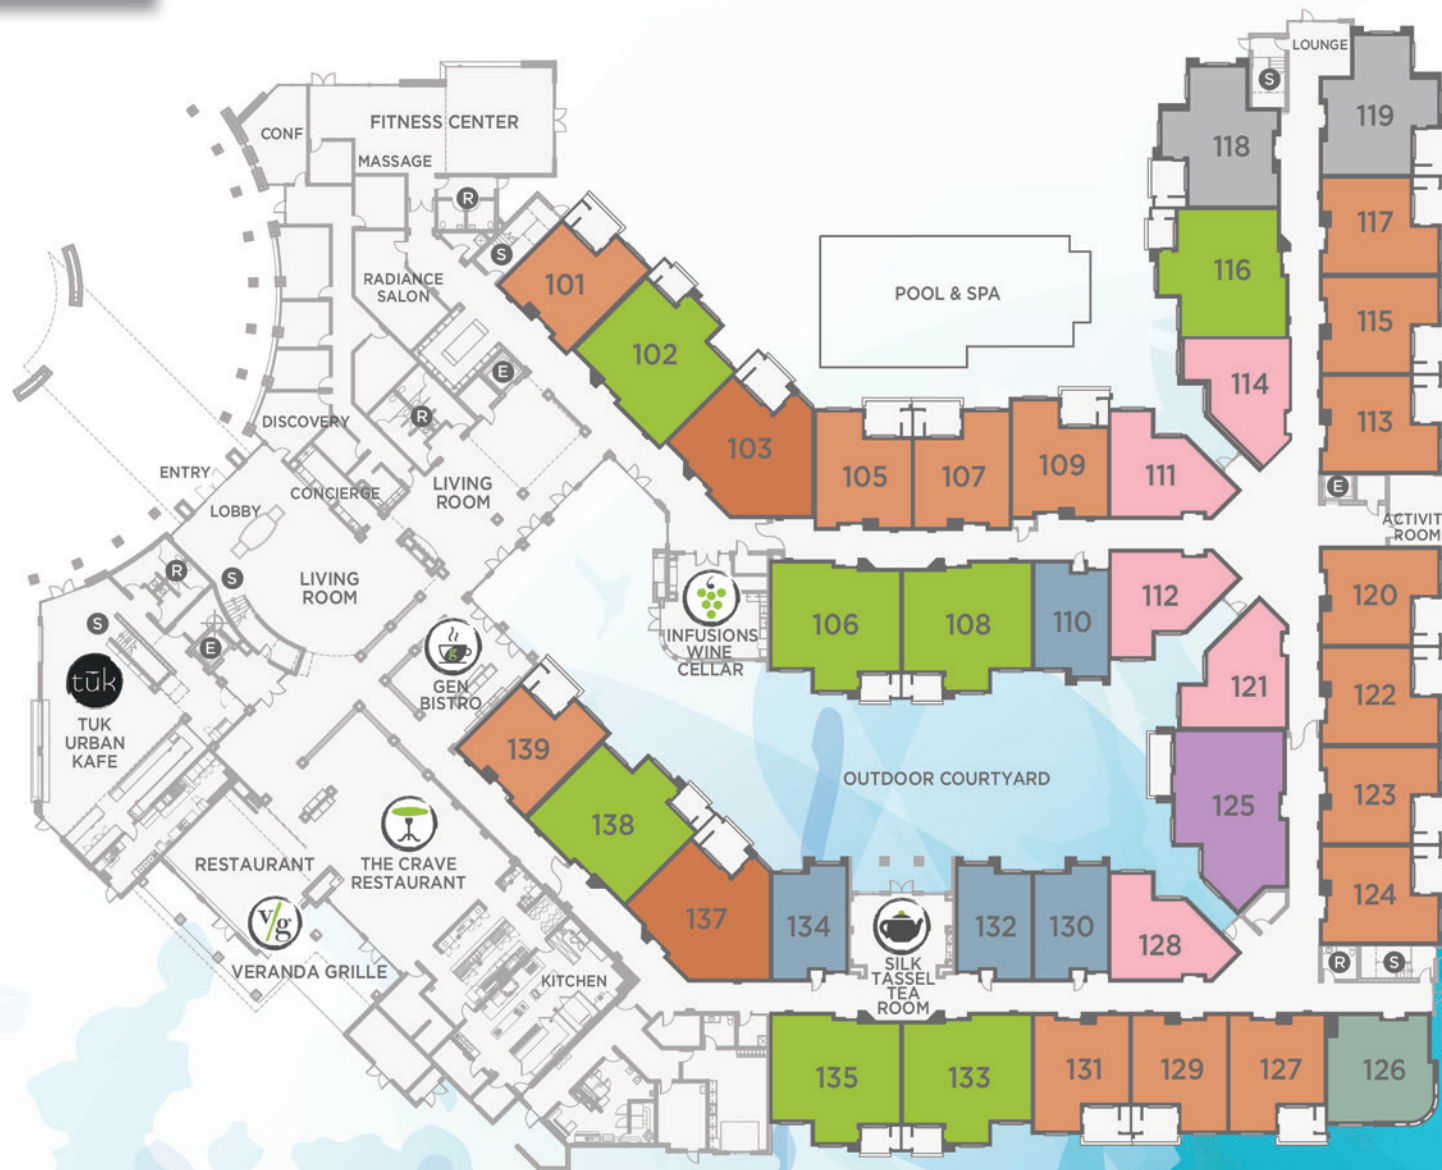 LOUNGE
S
119
118
CONF
FITNESS CENTER
MASSAGE
R
S
117
116
101
RADIANCE
SALON
POOL & SPA
115
102
E
114
R
113
DISCOVERY
103
105
107
109
111
ENTRY
CONCIERGE
LIVING
ROOM
E
LOBBY
ACTIVIT
ROOM
R
S
LIVING
ROOM
112
120
INFUSIONS
WINE
CELLAR
106
108
110
S
E
tūk
g
GEN
BISTRO
121
122
TUK
URBAN
KAFE
139
OUTDOOR COURTYARD
125
123
138
THE CRAVE
RESTAURANT
RESTAURANT
124
v/g
137
134
132
130
128
VERANDA GRILLE
SILK
TASSEL
TEA
ROOM
R
S
KITCHEN
135
133
131
129
127
126